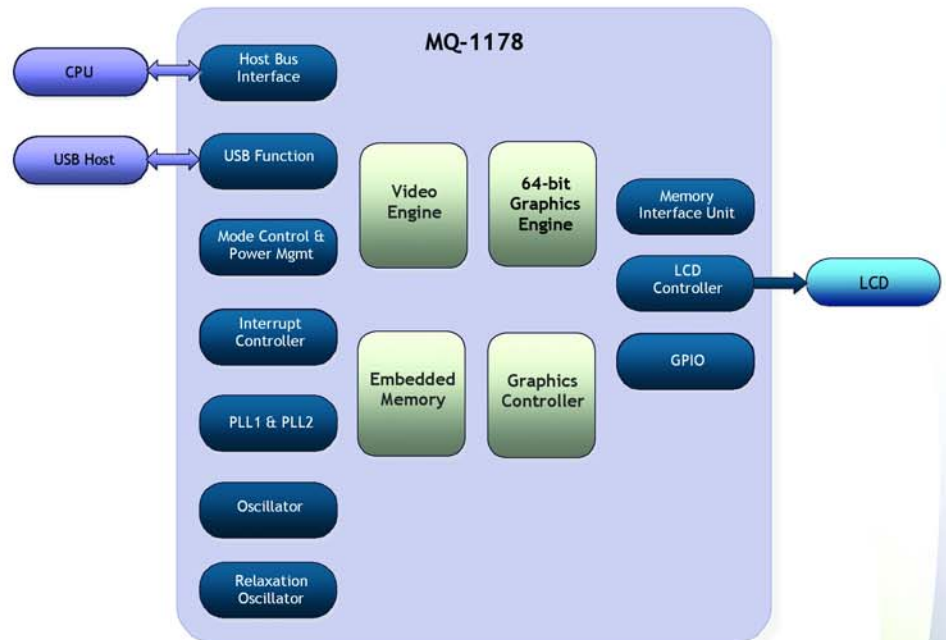 MQ-1178
CPU
Host Bus
Interface
USB Host
USB Function
Mode Control &
Power Mgmt
Interrupt
Controller
PLL1 & PLL2
Oscillator
Relaxation
Oscillator
Video
Engine
64-bit
Graphics
Engine
Embedded
Memory
Graphics
Controller
Memory
Interface Unit
LCD
Controller
LCD
GPIO